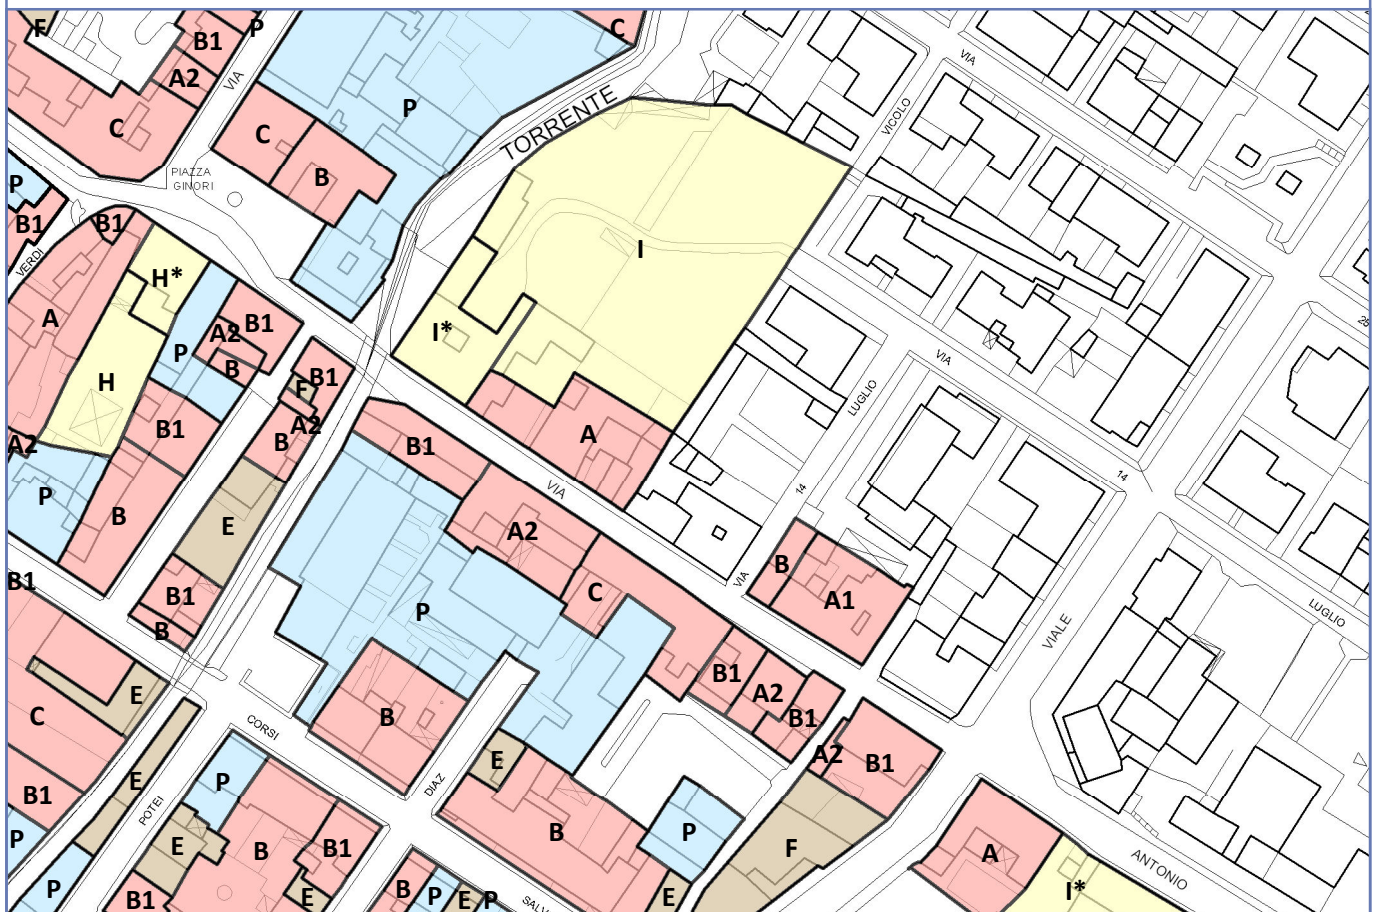 F
B1
P
C
VIA
A2
VIA
P
C
TORRENTE
VICOLO
C
B
PIAZZA
GINORI
P
B1
B1
VERDI
H*
I
A
A2
B1
I*
P
B
H
VIA
B1
F
LUGLIO
A2
B1
B
A2
B1
A
P
VIA
14
14
B
E
A2
B
VIA
B1
C
A1
B1
P
LUGLIO
B
VIALE
E
B1
A2
C
B
B1
CORSI
A2
B1
E
E
P
DIAZ
B1
POTEI
P
B
P
E
B
B1
F
A
ANTONIO
P
B1
E
B
P
E
P
SALV
E
I*